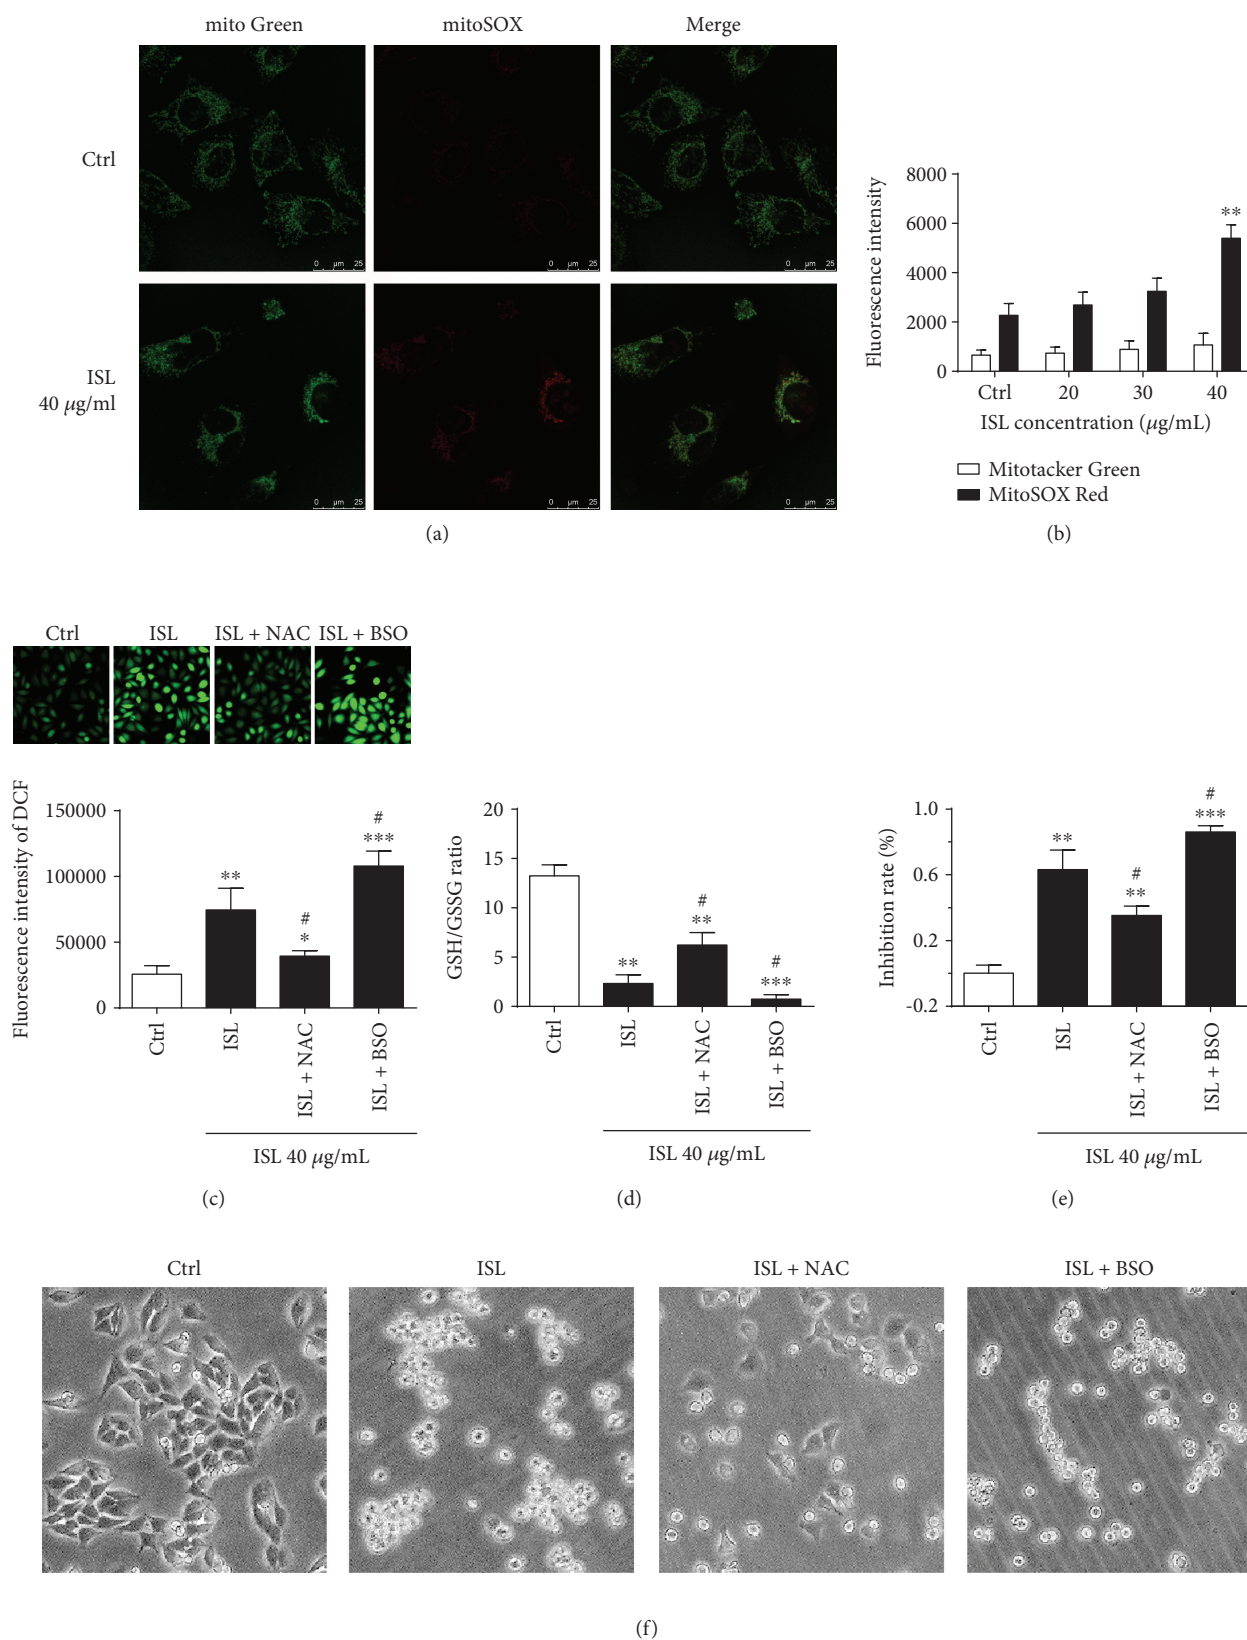 mito Green mitoSOX Merge
Ctrl
0 µm 25 0 µm 25 0 µm 25
ISL
40 µg/ml
0 µm 25 0 µm 25 0 µm 25
(a)
Fluorescence intensity
8000
6000
4000
2000
0
**
Ctrl 20 30 40
ISL concentration (µg/mL)
Mitotacker Green
MitoSOX Red
(b)
Ctrl ISL ISL + NAC ISL + BSO
Fluorescence intensity of DCF
150000
100000
50000
0
**
#
*
#
***
Ctrl
ISL
ISL + NAC
ISL + BSO
ISL 40 µg/mL
(c)
GSH/GSSG ratio
20
15
10
5
0
**
#
**
#
***
Ctrl
ISL
ISL + NAC
ISL + BSO
ISL 40 µg/mL
(d)
Inhibition rate (%)
1.0
0.6
0.2
-0.2
**
#
**
#
***
Ctrl
ISL
ISL + NAC
ISL + BSO
ISL 40 µg/mL
(e)
Ctrl ISL ISL + NAC ISL + BSO
(f)